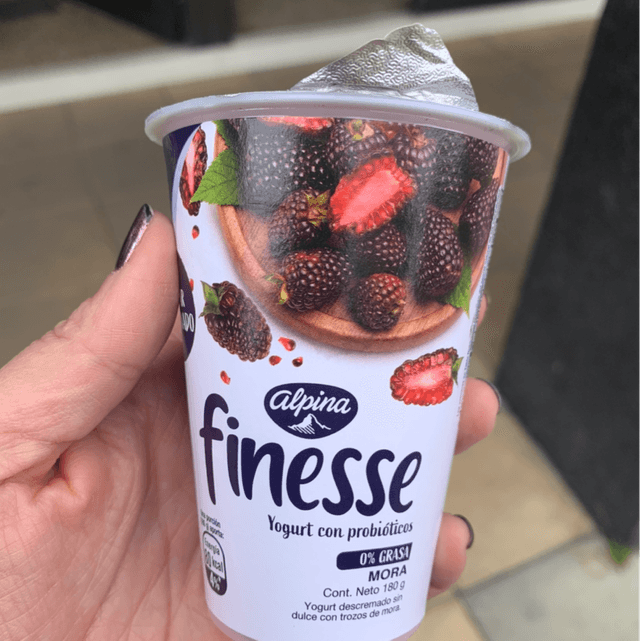 alpina
finesse
Yogurt con probióticos
0% GRASA
MORA
Cont. Neto 180 g
Yogurt descremado sin
dulce con trozos de mora.
kcal